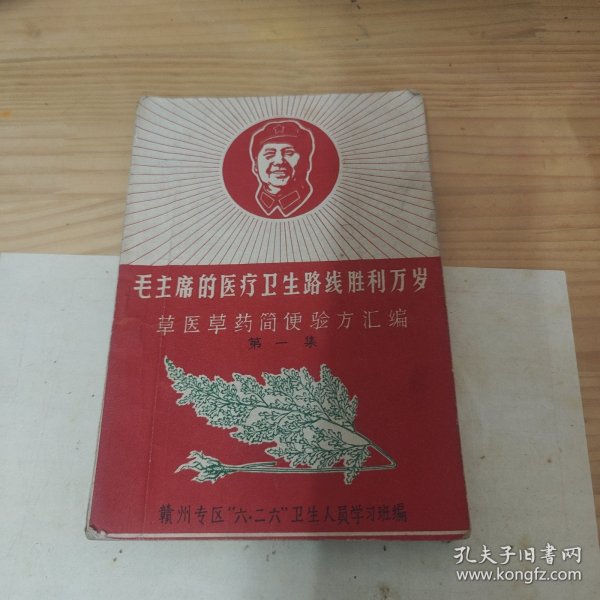 毛主席的医疗卫生路线胜利万岁
草医草药简便验方汇编
第一集
赣州专区“六·二六”卫生人员学习班编
孔夫子旧书网
www.kongfz.com